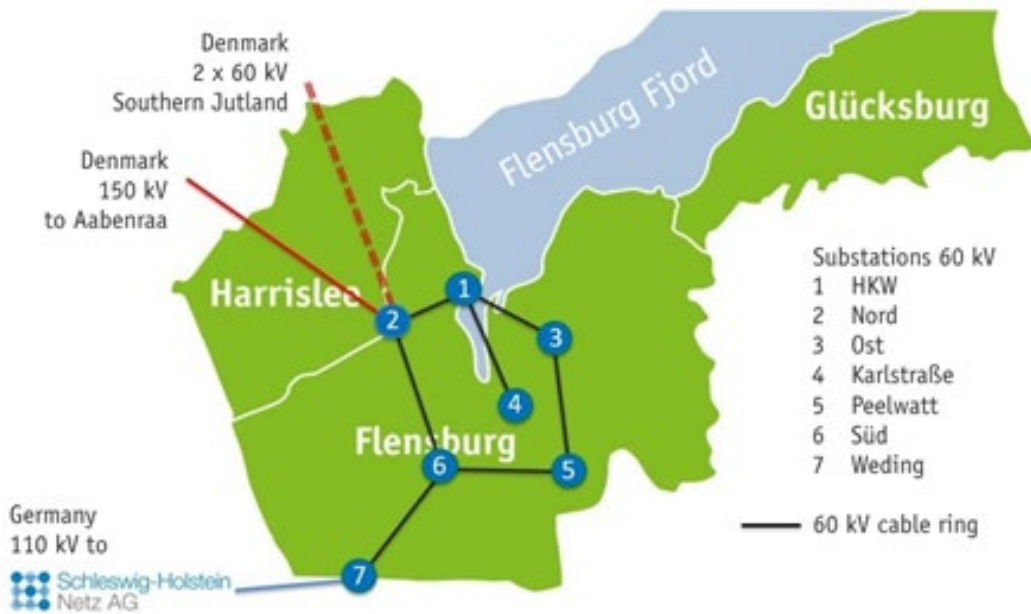 Denmark
2 x 60 kV
Southern Jutland
Denmark
150 kV
to Aabenraa
Flensburg Fjord
Glücksburg
Harrislee
Flensburg
1
2
3
4
5
6
7
Substations 60 kV
1 HKW
2 Nord
3 Ost
4 Karlstraße
5 Peelwatt
6 Süd
7 Weding
60 kV cable ring
Germany
110 kV to
Schleswig-Holstein
Netz AG